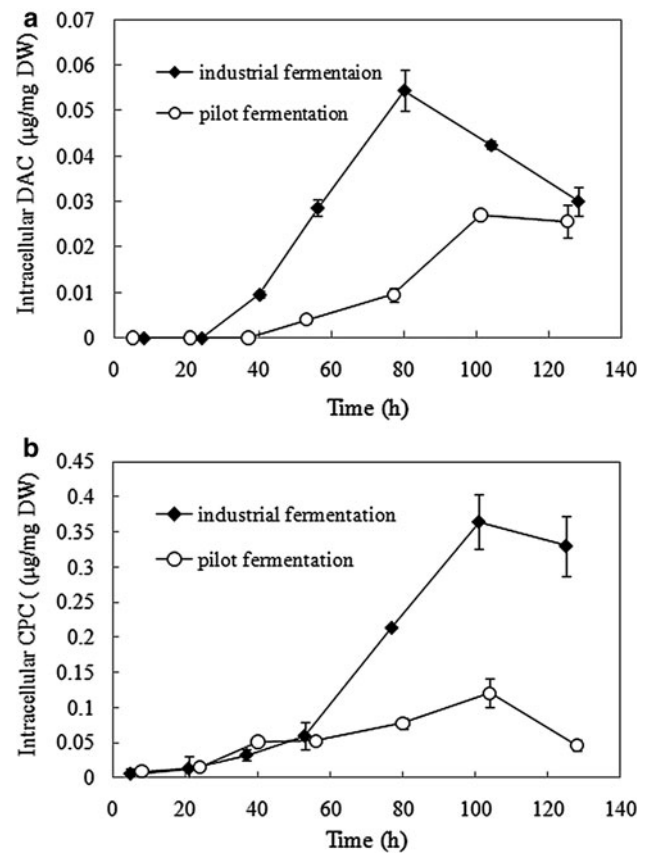 a
Intracellular DAC (µg/mg DW)
0.07
0.06
0.05
0.04
0.03
0.02
0.01
0
industrial fermentaion
pilot fermentation
0 20 40 60 80 100 120 140
Time (h)
b
Intracellular CPC ( (µg/mg DW)
0.45
0.4
0.35
0.3
0.25
0.2
0.15
0.1
0.05
0
industrial fermentation
pilot fermentation
0 20 40 60 80 100 120 140
Time (h)